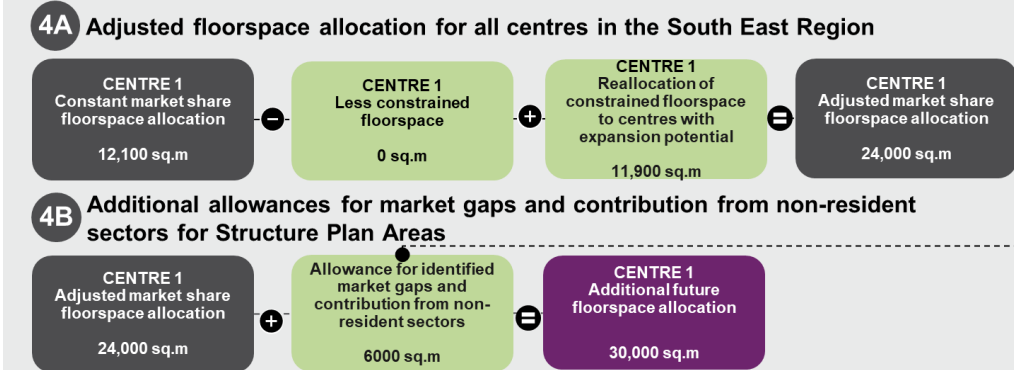 4A Adjusted floorspace allocation for all centres in the South East Region
CENTRE 1
Constant market share
floorspace allocation
12,100 sq.m
CENTRE 1
Less constrained
floorspace
0 sq.m
CENTRE 1
Reallocation of
constrained floorspace
to centres with
expansion potential
11,900 sq.m
CENTRE 1
Adjusted market share
floorspace allocation
24,000 sq.m
4B Additional allowances for market gaps and contribution from non-resident
sectors for Structure Plan Areas
CENTRE 1
Adjusted market share
floorspace allocation
24,000 sq.m
Allowance for identified
market gaps and
contribution from non-
resident sectors
6000 sq.m
CENTRE 1
Additional future
floorspace allocation
30,000 sq.m